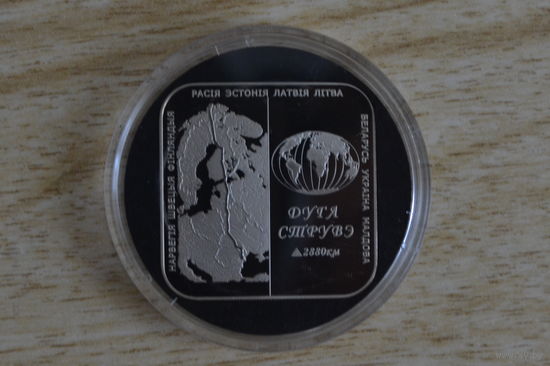 НАРВЕГІЯ ШВЕЦЫЯ ФІНЛЯНДЫЯ
РАСІЯ ЭСТОНІЯ ЛАТВІЯ ЛІТВА
БЕЛАРУСЬ УКРАІНА МАЛДОВА
ДУГА
СТРУВЭ
2880км